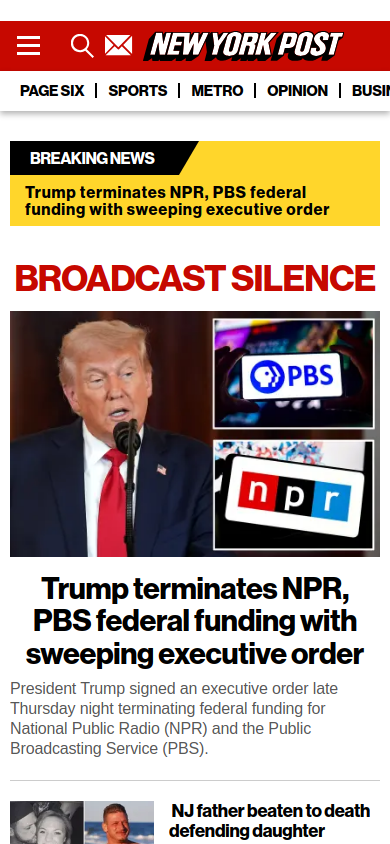 NEW YORK POST
PAGE SIX
SPORTS
METRO
OPINION
BUSI
BREAKING NEWS
Trump terminates NPR, PBS federal
funding with sweeping executive order
BROADCAST SILENCE
PBS
npr
Trump terminates NPR,
PBS federal funding with
sweeping executive order
President Trump signed an executive order late
Thursday night terminating federal funding for
National Public Radio (NPR) and the Public
Broadcasting Service (PBS).
NJ father beaten to death
defending daughter